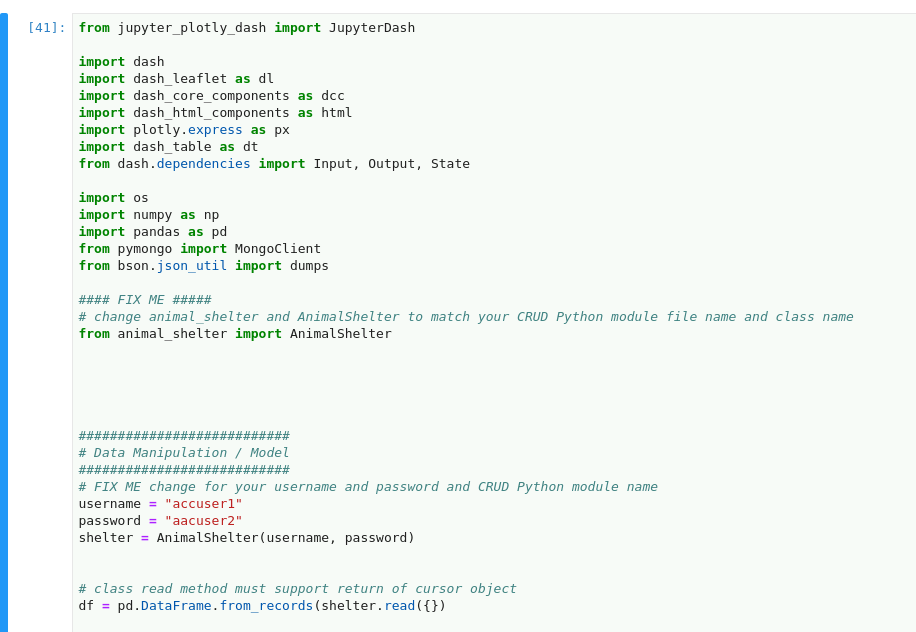 [41]: from jupyter_plotly_dash import JupyterDash
import dash
import dash_leaflet as dl
import dash_core_components as dcc
import dash_html_components as html
import plotly.express as px
import dash_table as dt
from dash.dependencies import Input, Output, State
import os
import numpy as np
import pandas as pd
from pymongo import MongoClient
from bson.json_util import dumps
#### FIX ME #####
# change animal_shelter and AnimalShelter to match your CRUD Python module file name and class name
from animal_shelter import AnimalShelter
###########################
# Data Manipulation / Model
###########################
# FIX ME change for your username and password and CRUD Python module name
username = "accuser1"
password = "aacuser2"
shelter = AnimalShelter(username, password)
# class read method must support return of cursor object
df = pd.DataFrame.from_records(shelter.read({})